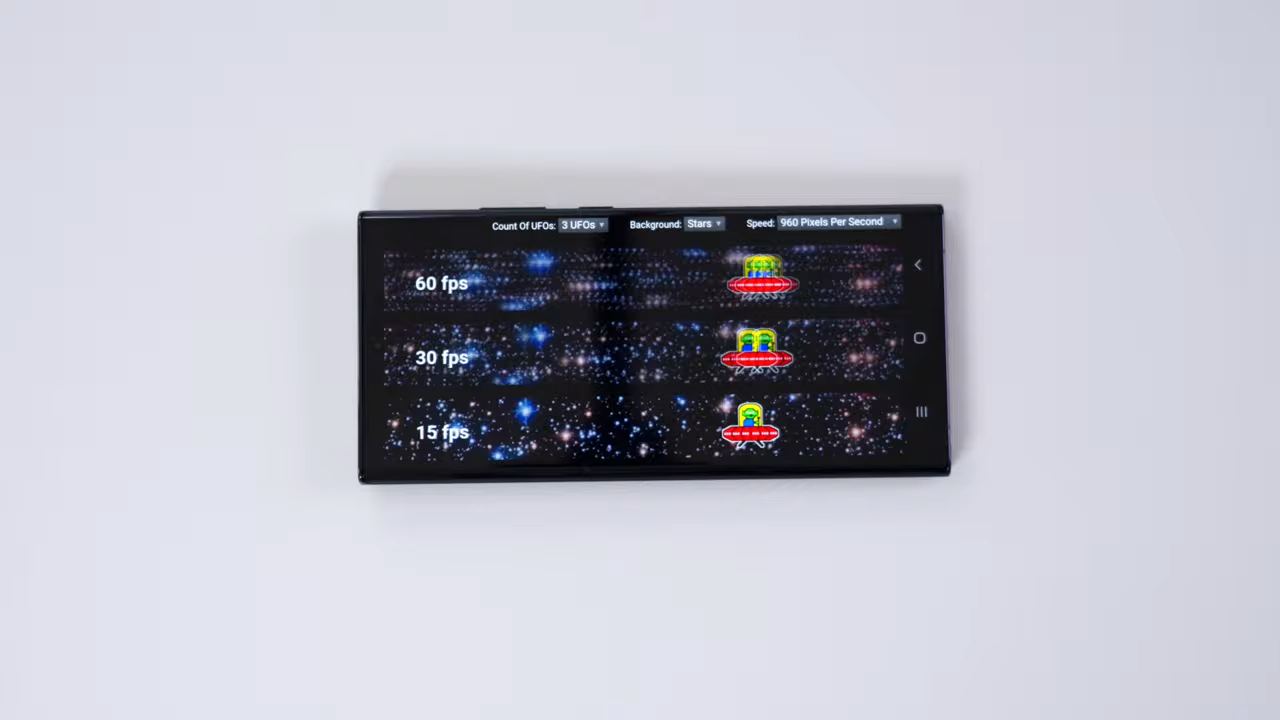 Count Of UFOs: 3 UFOs Background: Stars Speed: 960 Pixels Per Second
60 fps
30 fps
15 fps